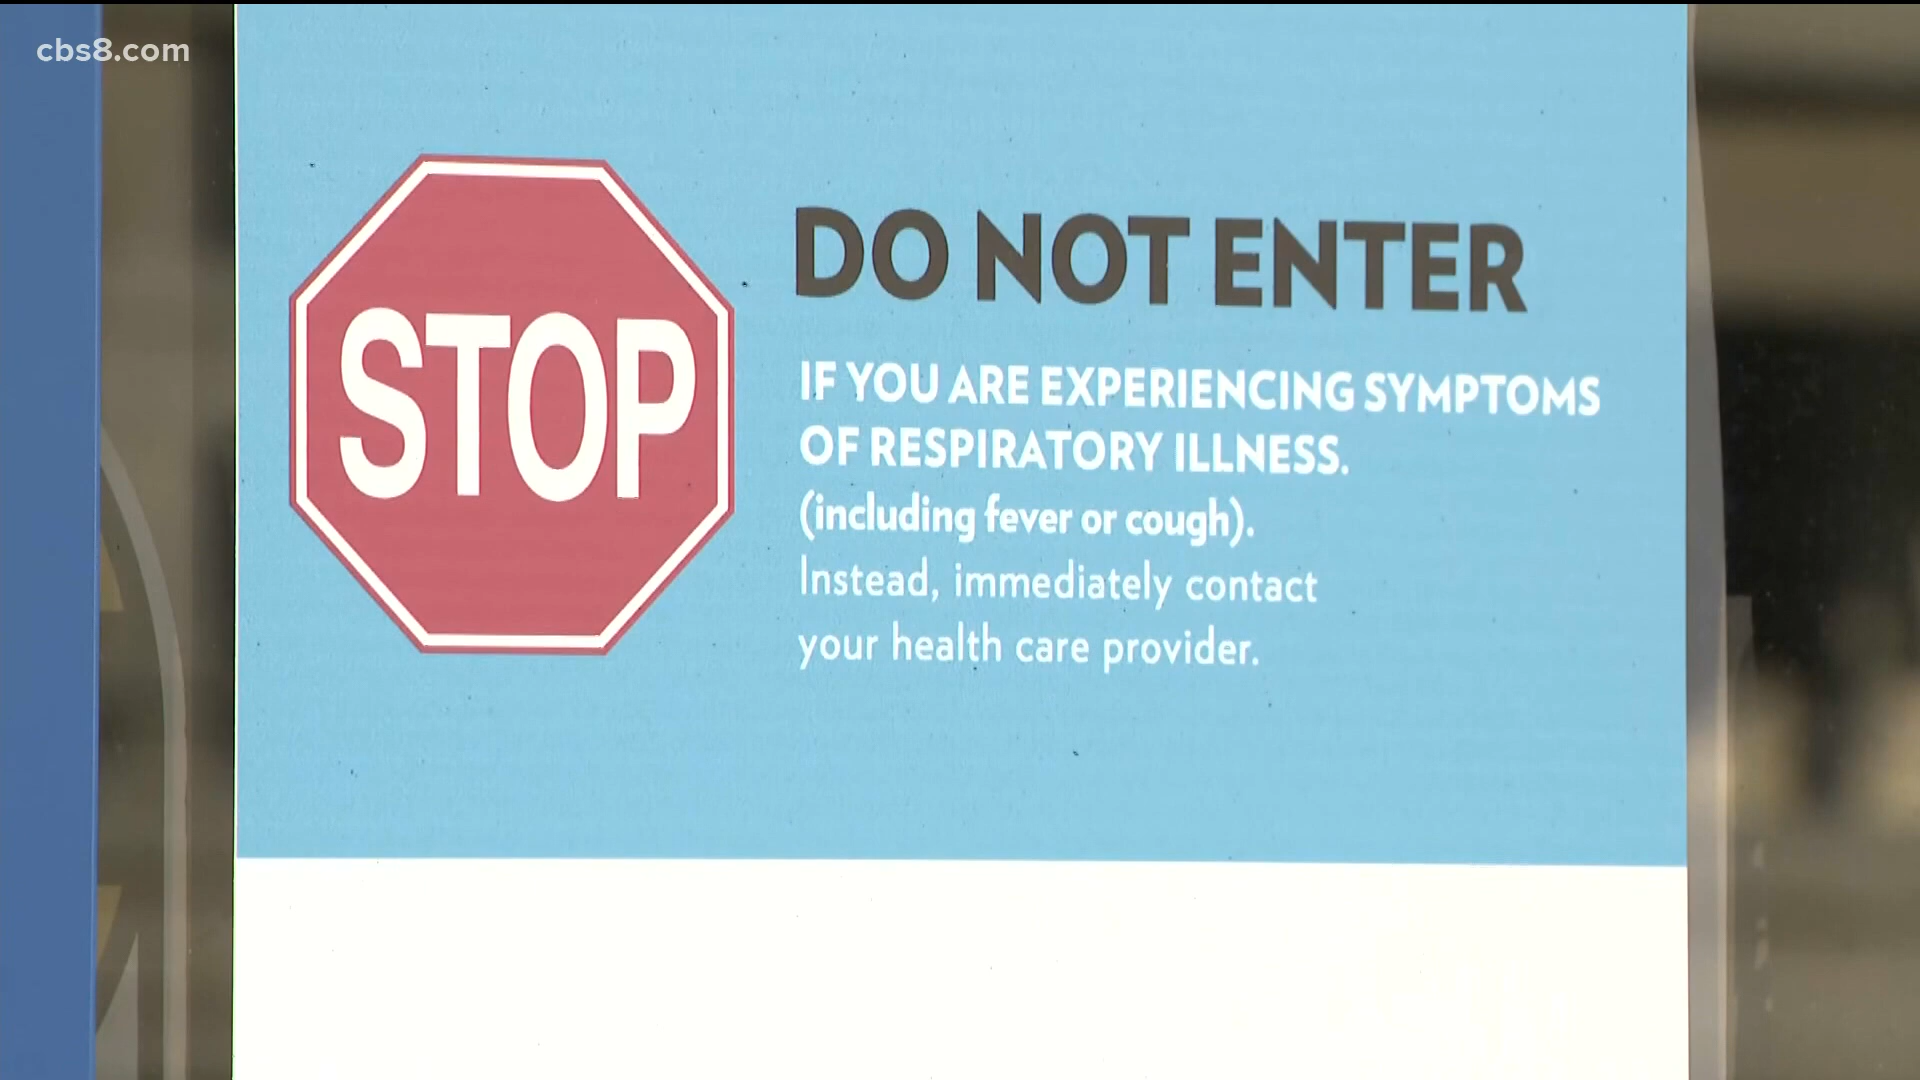 cbs8.com
STOP
DO NOT ENTER
IF YOU ARE EXPERIENCING SYMPTOMS
OF RESPIRATORY ILLNESS.
(including fever or cough).
Instead, immediately contact
your health care provider.